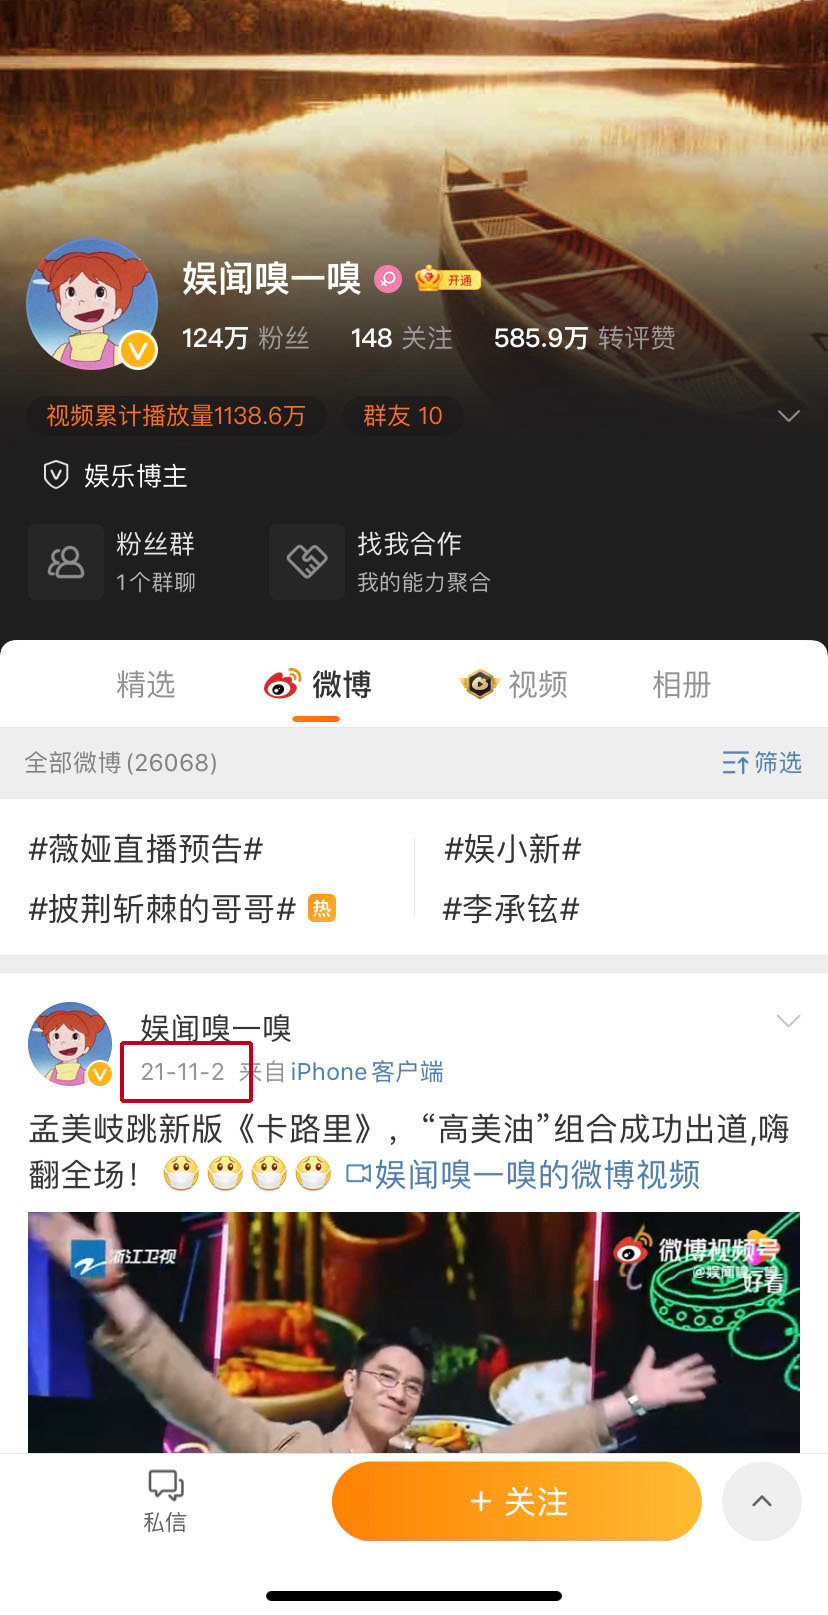 娱闻嗅一嗅 开通
124万 粉丝 148 关注 585.9万 转评赞
视频累计播放量1138.6万 群友 10
娱乐博主
粉丝群 找我合作
1个群聊 我的能力聚合
精选 微博 视频 相册
全部微博(26068) 筛选
#薇娅直播预告# #娱小新#
#披荆斩棘的哥哥# 热 #李承铉#
娱闻嗅一嗅
21-11-2 来自 iPhone客户端
孟美岐跳新版《卡路里》，“高美油”组合成功出道,嗨
翻全场！ 娱闻嗅一嗅的微博视频
浙江卫视 微博视频号
@娱闻嗅一嗅
好看
+ 关注
私信